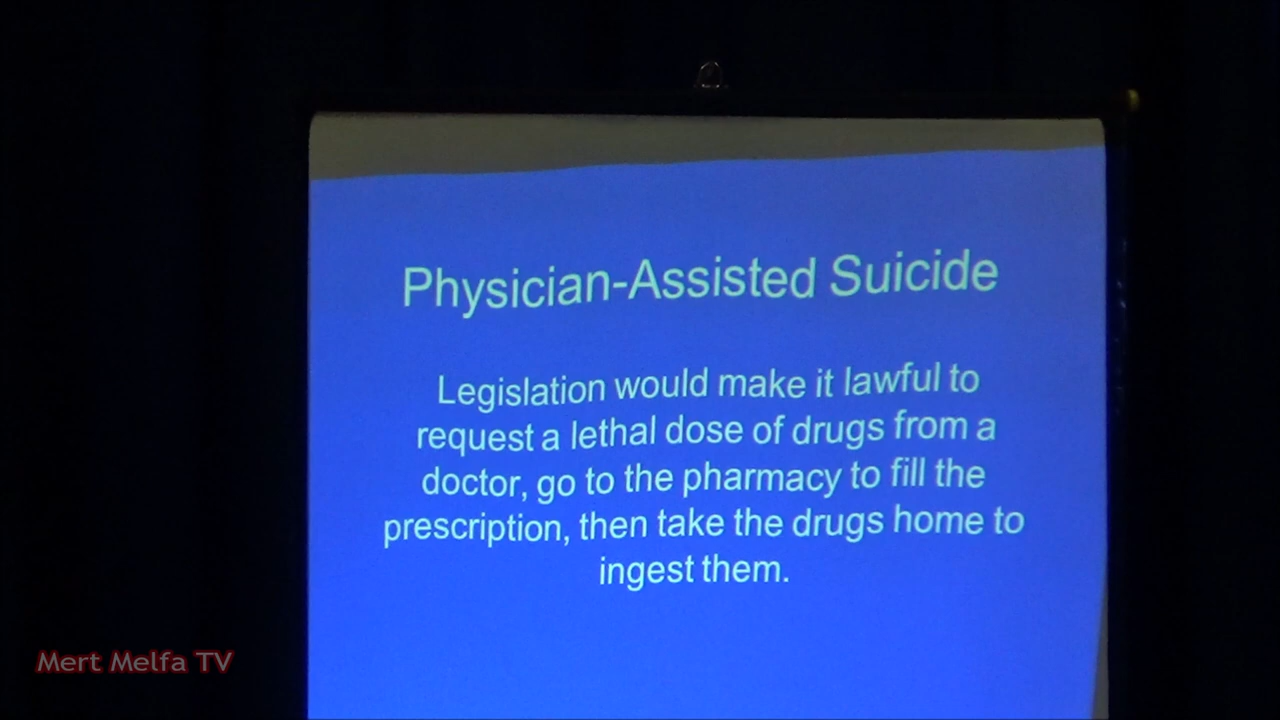 Physician-Assisted Suicide
Legislation would make it lawful to
request a lethal dose of drugs from a
doctor, go to the pharmacy to fill the
prescription, then take the drugs home to
ingest them.
Mert Melfa TV